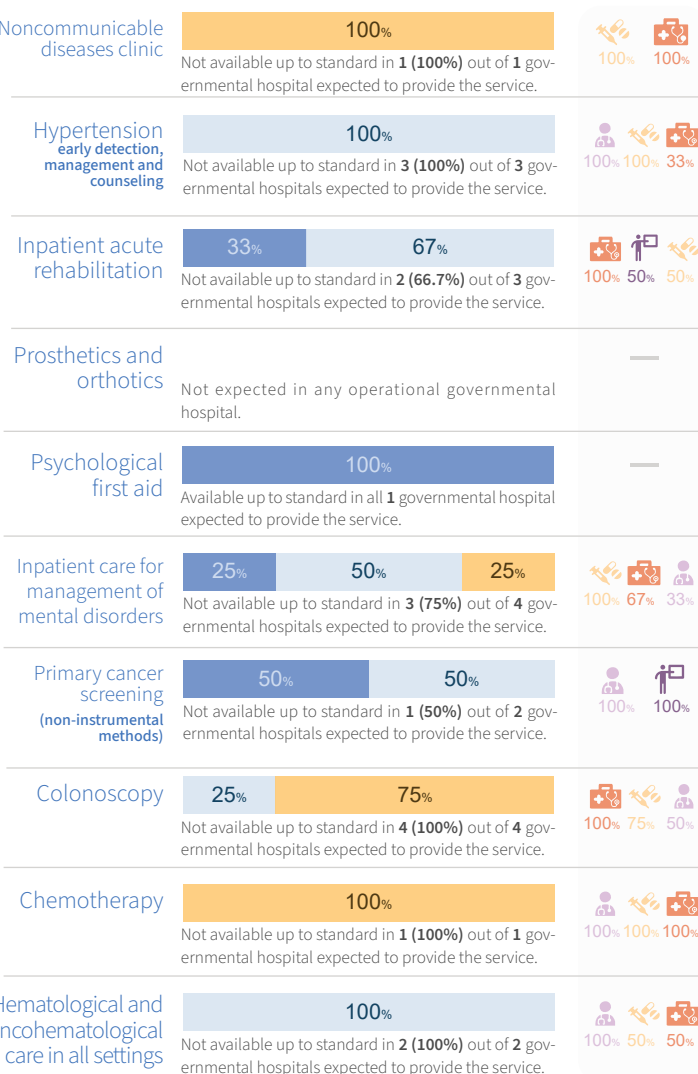 Noncommunicable
diseases clinic
100%
Not available up to standard in 1 (100%) out of 1 gov-
ernmental hospital expected to provide the service.
100% 100%
Hypertension
early detection,
management and
counseling
100%
Not available up to standard in 3 (100%) out of 3 gov-
ernmental hospitals expected to provide the service.
100% 100% 33%
Inpatient acute
rehabilitation
33% 67%
Not available up to standard in 2 (66.7%) out of 3 gov-
ernmental hospitals expected to provide the service.
100% 50% 50%
Prosthetics and
orthotics
Not expected in any operational governmental
hospital.
Psychological
first aid
100%
Available up to standard in all 1 governmental hospital
expected to provide the service.
Inpatient care for
management of
mental disorders
25% 50% 25%
Not available up to standard in 3 (75%) out of 4 gov-
ernmental hospitals expected to provide the service.
100% 67% 33%
Primary cancer
screening
(non-instrumental
methods)
50% 50%
Not available up to standard in 1 (50%) out of 2 gov-
ernmental hospitals expected to provide the service.
100% 100%
Colonoscopy
25% 75%
Not available up to standard in 4 (100%) out of 4 gov-
ernmental hospitals expected to provide the service.
100% 75% 50%
Chemotherapy
100%
Not available up to standard in 1 (100%) out of 1 gov-
ernmental hospital expected to provide the service.
100% 100% 100%
Hematological and
ncohematological
care in all settings
100%
Not available up to standard in 2 (100%) out of 2 gov-
ernmental hospitals expected to provide the service.
100% 50% 50%